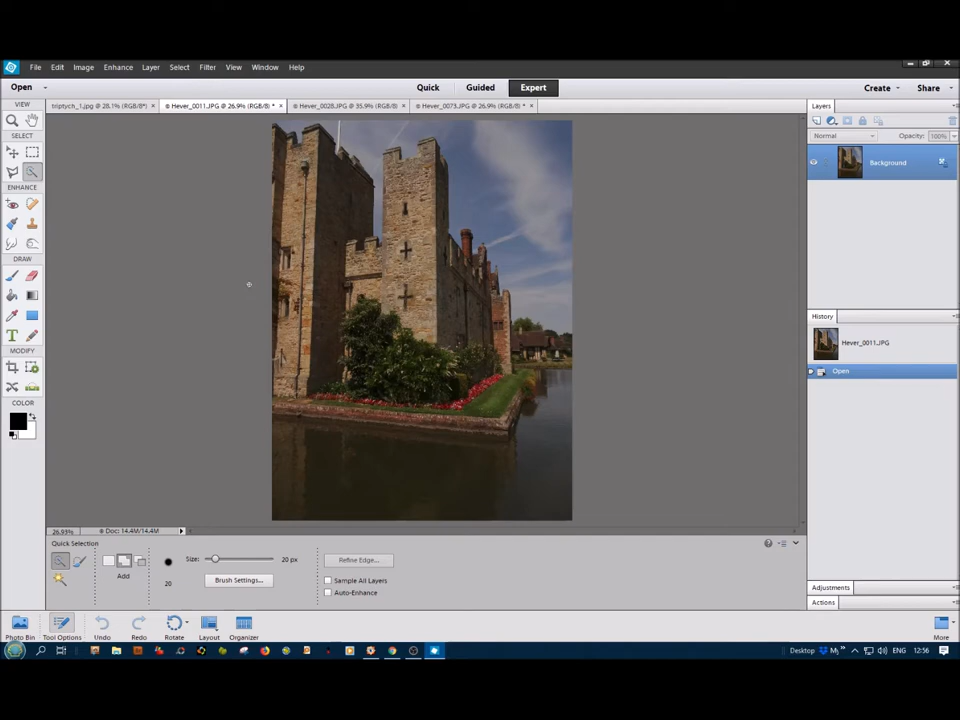 File Edit Image Enhance Layer Select Filter View Window Help
Open Quick Guided Expert Create Share
VIEW triptych_1.jpg @ 28.1% (RGB/8*) × Hever_0011.JPG @ 26.9% (RGB/8) * × Hever_0028.JPG @ 35.9% (RGB/8) × Hever_0073.JPG @ 26.9% (RGB/8) * × Layers
Normal Opacity: 100%
SELECT
Background
ENHANCE
DRAW
History
Hever_0011.JPG
MODIFY
Open
COLOR
26.93% Doc: 14.4M/14.4M
Quick Selection
Size: 20 px Refine Edge...
Add
20 Brush Settings... Sample All Layers
Auto-Enhance
Adjustments
Actions
Photo Bin Tool Options Undo Redo Rotate Layout Organizer More
Desktop ENG 12:56